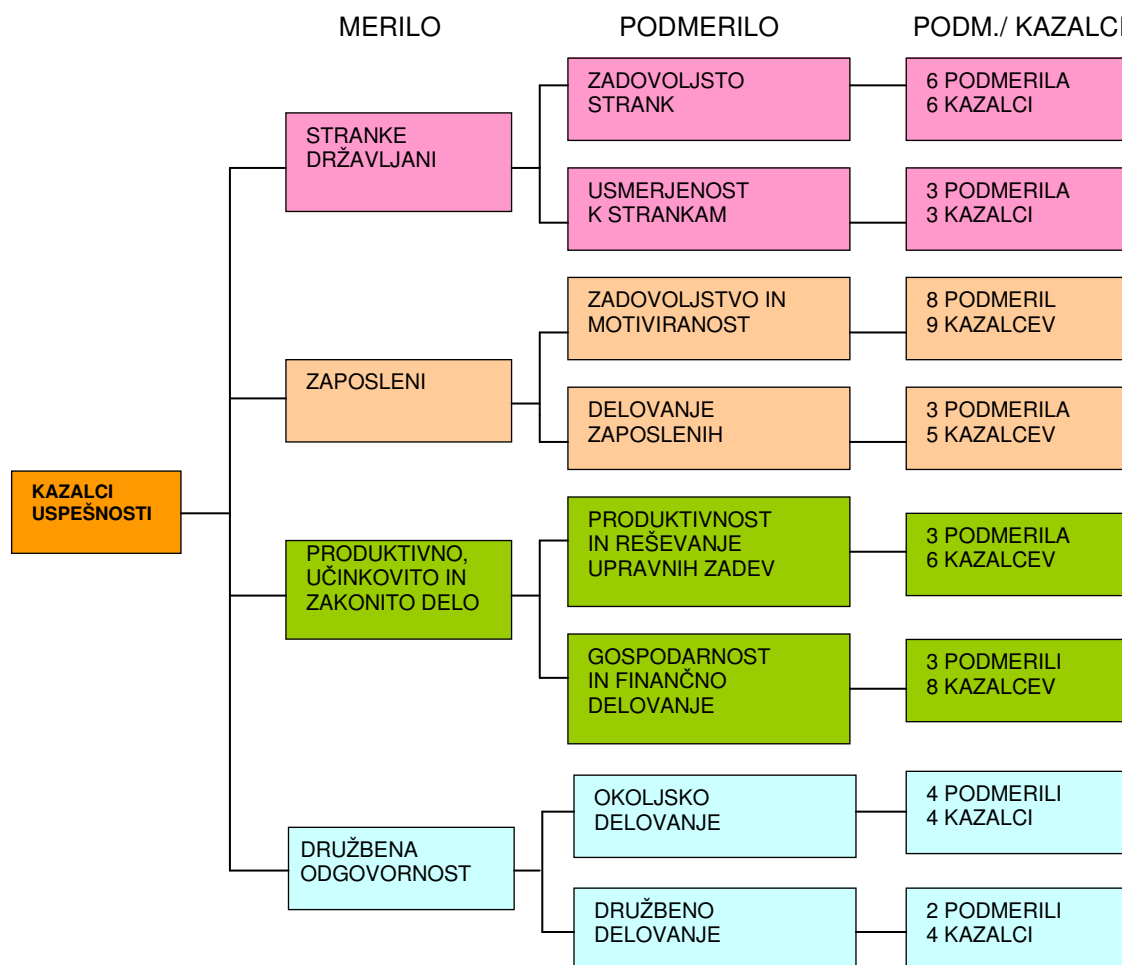 MERILO
PODMERILO
PODM./ KAZALCI
KAZALCI
USPEŠNOSTI
STRANKE
DRŽAVLJANI
ZADOVOLJSTO
STRANK
6 PODMERILA
6 KAZALCI
USMERJENOST
K STRANKAM
3 PODMERILA
3 KAZALCI
ZAPOSLENI
ZADOVOLJSTVO IN
MOTIVIRANOST
8 PODMERIL
9 KAZALCEV
DELOVANJE
ZAPOSLENIH
3 PODMERILA
5 KAZALCEV
PRODUKTIVNO,
UČINKOVITO IN
ZAKONITO DELO
PRODUKTIVNOST
IN REŠEVANJE
UPRAVNIH ZADEV
3 PODMERILA
6 KAZALCEV
GOSPODARNOST
IN FINANČNO
DELOVANJE
3 PODMERILI
8 KAZALCEV
DRUŽBENA
ODGOVORNOST
OKOLJSKO
DELOVANJE
4 PODMERILI
4 KAZALCI
DRUŽBENO
DELOVANJE
2 PODMERILI
4 KAZALCI